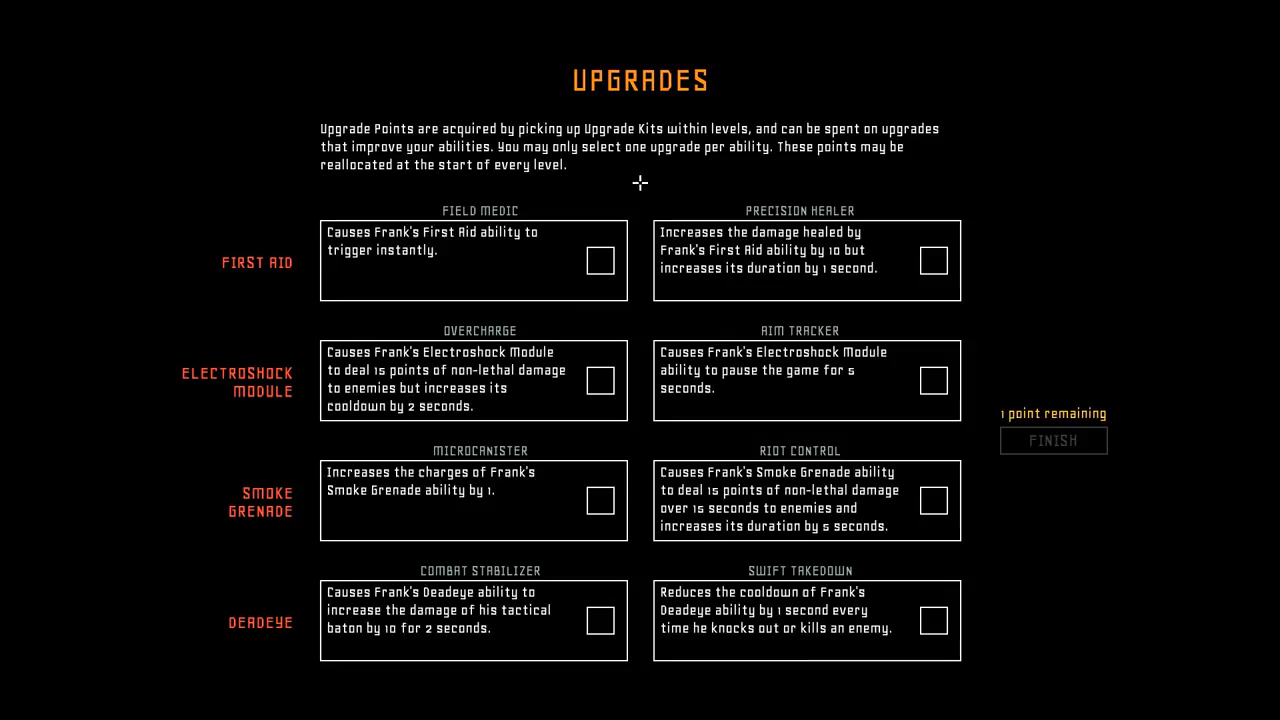 UPGRADES
Upgrade Points are acquired by picking up Upgrade Kits within levels, and can be spent on upgrades
that improve your abilities. You may only select one upgrade per ability. These points may be
reallocated at the start of every level.
FIELD MEDIC
PRECISION HEALER
FIRST AID
Causes Frank's First Aid ability to
trigger instantly.
Increases the damage healed by
Frank's First Aid ability by 10 but
increases its duration by 1 second.
OVERCHARGE
AIM TRACKER
ELECTROSHOCK
MODULE
Causes Frank's Electroshock Module
to deal 15 points of non-lethal damage
to enemies but increases its
cooldown by 2 seconds.
Causes Frank's Electroshock Module
ability to pause the game for 5
seconds.
1 point remaining
FINISH
MICROCANISTER
RIOT CONTROL
SMOKE
GRENADE
Increases the charges of Frank's
Smoke Grenade ability by 1.
Causes Frank's Smoke Grenade ability
to deal 15 points of non-lethal damage
over 15 seconds to enemies and
increases its duration by 5 seconds.
COMBAT STABILIZER
SWIFT TAKEDOWN
DEADEYE
Causes Frank's Deadeye ability to
increase the damage of his tactical
baton by 10 for 2 seconds.
Reduces the cooldown of Frank's
Deadeye ability by 1 second every
time he knocks out or kills an enemy.